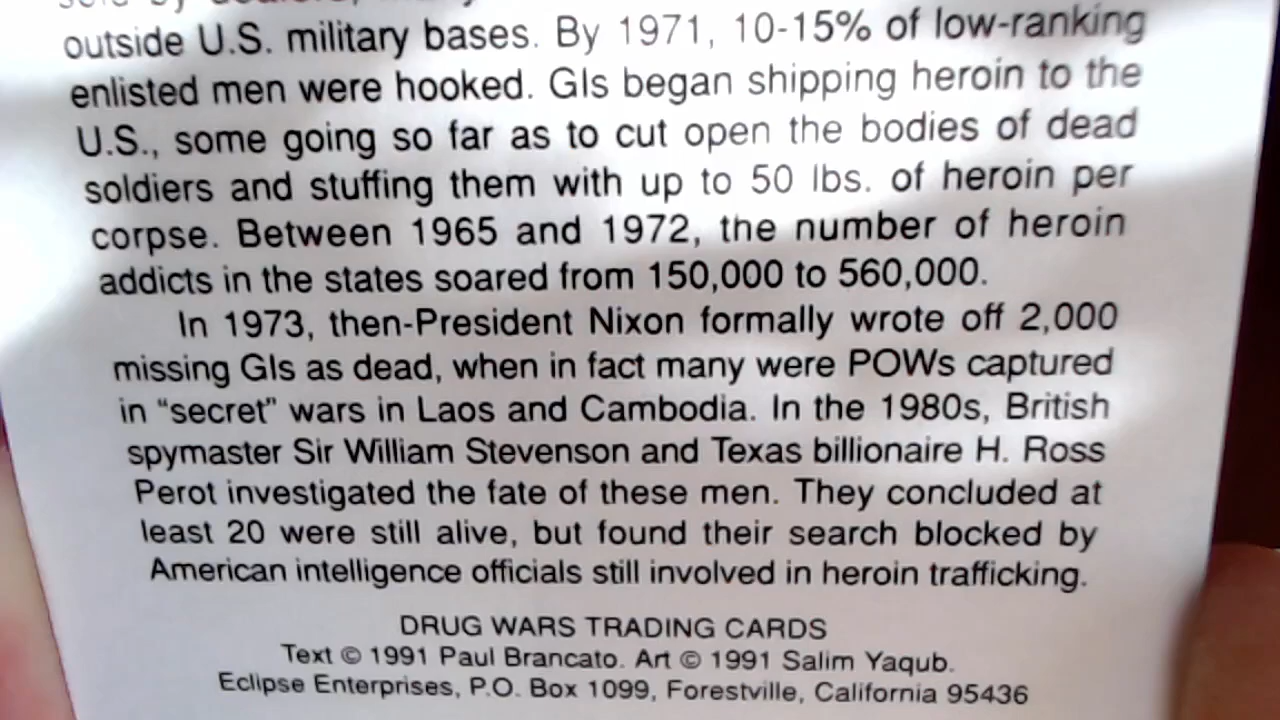 outside U.S. military bases. By 1971, 10-15% of low-ranking
enlisted men were hooked. GIs began shipping heroin to the
U.S., some going so far as to cut open the bodies of dead
soldiers and stuffing them with up to 50 lbs. of heroin per
corpse. Between 1965 and 1972, the number of heroin
addicts in the states soared from 150,000 to 560,000.
In 1973, then-President Nixon formally wrote off 2,000
missing GIs as dead, when in fact many were POWs captured
in “secret” wars in Laos and Cambodia. In the 1980s, British
spymaster Sir William Stevenson and Texas billionaire H. Ross
Perot investigated the fate of these men. They concluded at
least 20 were still alive, but found their search blocked by
American intelligence officials still involved in heroin trafficking.
DRUG WARS TRADING CARDS
Text © 1991 Paul Brancato. Art © 1991 Salim Yaqub.
Eclipse Enterprises, P.O. Box 1099, Forestville, California 95436